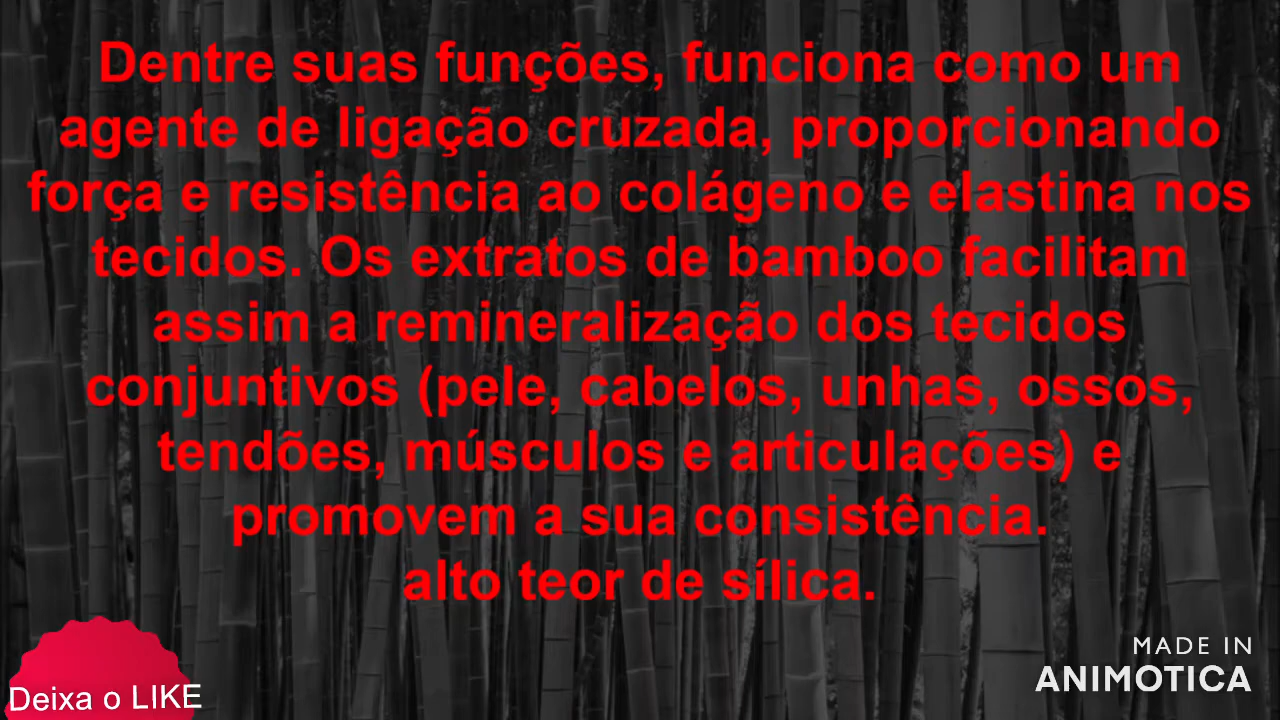 Dentre suas funções, funciona como um
agente de ligação cruzada, proporcionando
força e resistência ao colágeno e elastina nos
tecidos. Os extratos de bamboo facilitam
assim a remineralização dos tecidos
conjuntivos (pele, cabelos, unhas, ossos,
tendões, músculos e articulações) e
promovem a sua consistência.
alto teor de sílica.
Deixa o LIKE
MADE IN
ANIMOTICA